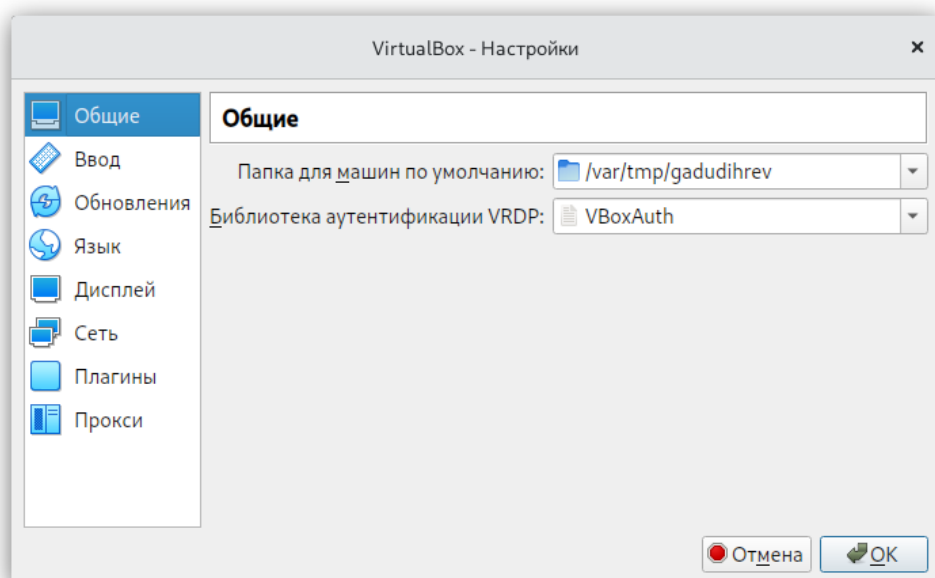 VirtualBox - Настройки
Общие
Ввод
Обновления
Язык
Дисплей
Сеть
Плагины
Прокси
Общие
Папка для машин по умолчанию: /var/tmp/gadudihrev
Библиотека аутентификации VRDP: VBoxAuth
Отмена
OK